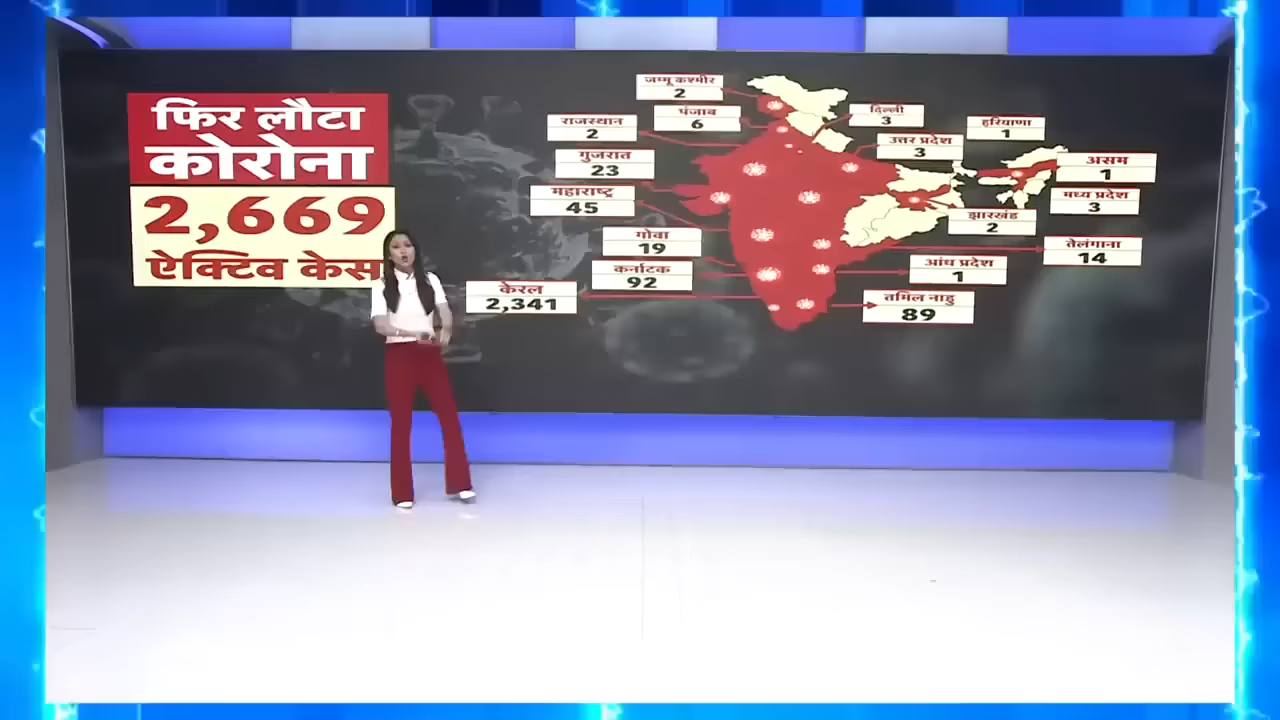 फिर लौटा
कोरोना
2,669
ऐक्टिव केस
जम्मू कश्मीर
2
पंजाब
6
राजस्थान
2
गुजरात
23
महाराष्ट्र
45
गोवा
19
कर्नाटक
92
केरल
2,341
दिल्ली
3
उत्तर प्रदेश
3
हरियाणा
1
असम
1
मध्य प्रदेश
3
झारखंड
2
तेलंगाना
14
आंध प्रदेश
1
तमिल नाडु
89